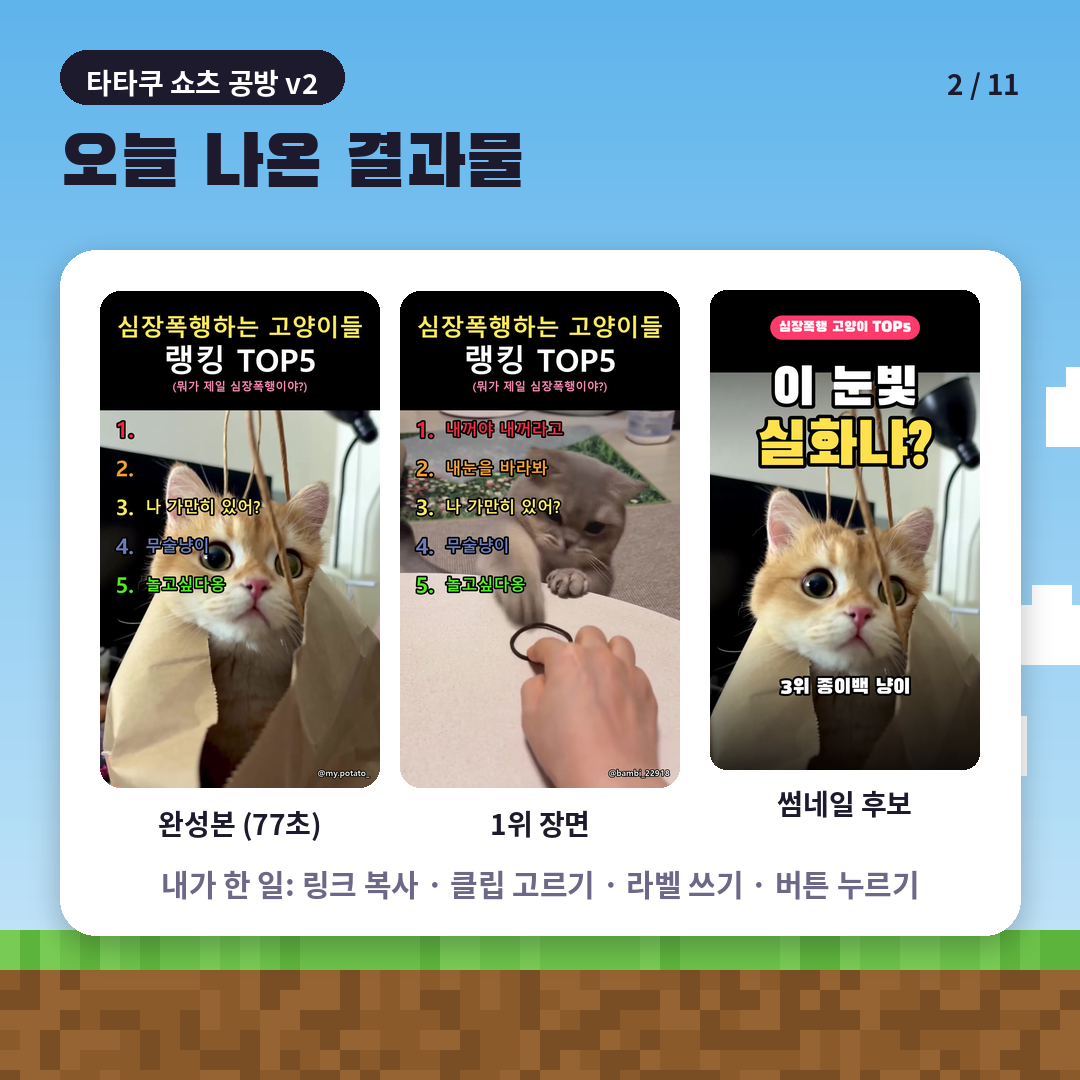 타타쿠 쇼츠 공방 v2
2 / 11
오늘 나온 결과물
심장폭행하는 고양이들
랭킹 TOP5
(뭐가 제일 심장폭행이야?)
1.
2.
3. 나 가만히 있어?
4. 무술냥이
5. 놀고싶다옹
@my.potato_
완성본 (77초)
심장폭행하는 고양이들
랭킹 TOP5
(뭐가 제일 심장폭행이야?)
1. 내꺼야 내꺼라고
2. 내눈을 바라봐
3. 나 가만히 있어?
4. 무술냥이
5. 놀고싶다옹
@bambi_22918
1위 장면
심장폭행 고양이 TOP5
이 눈빛
실화냐?
3위 종이백 냥이
썸네일 후보
내가 한 일: 링크 복사 · 클립 고르기 · 라벨 쓰기 · 버튼 누르기